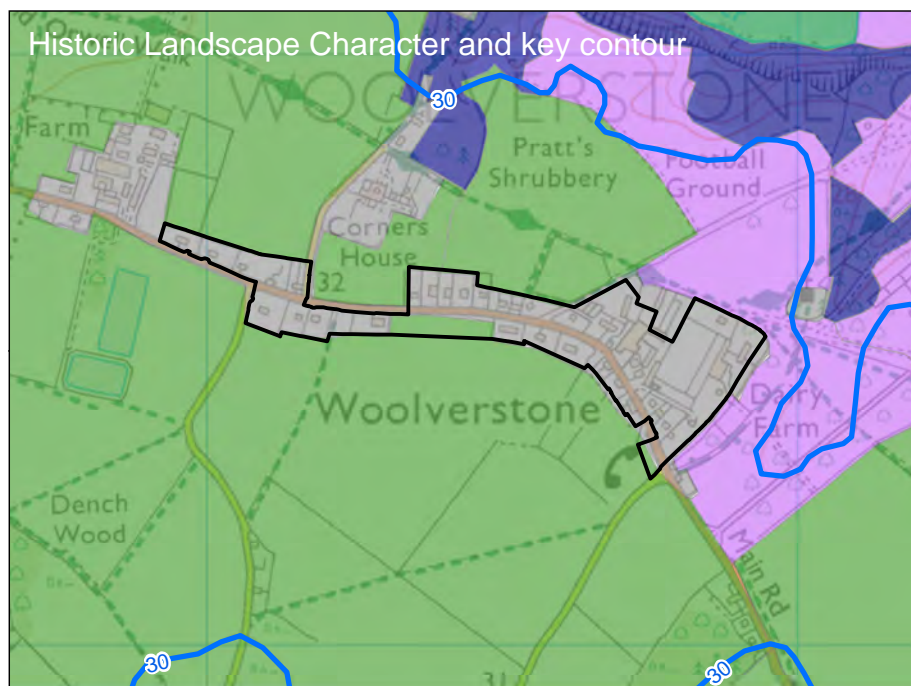 Historic Landscape Character and key contour
WOOLVERSTONE
30
Farm
Pratt's
Shrubbery
Football
Ground
Corners
House
32
Woolverstone
Dairy
Farm
Dench
Wood
Main Rd
30
31
30